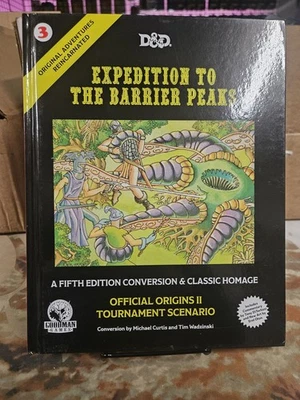 3
D&D
ORIGINAL ADVENTURES
REINCARNATED
EXPEDITION TO
THE BARRIER PEAKS
A FIFTH EDITION CONVERSION & CLASSIC HOMAGE
OFFICIAL ORIGINS II
TOURNAMENT SCENARIO
Conversion by Michael Curtis and Tim Wadzinski
GOODMAN
GAMES